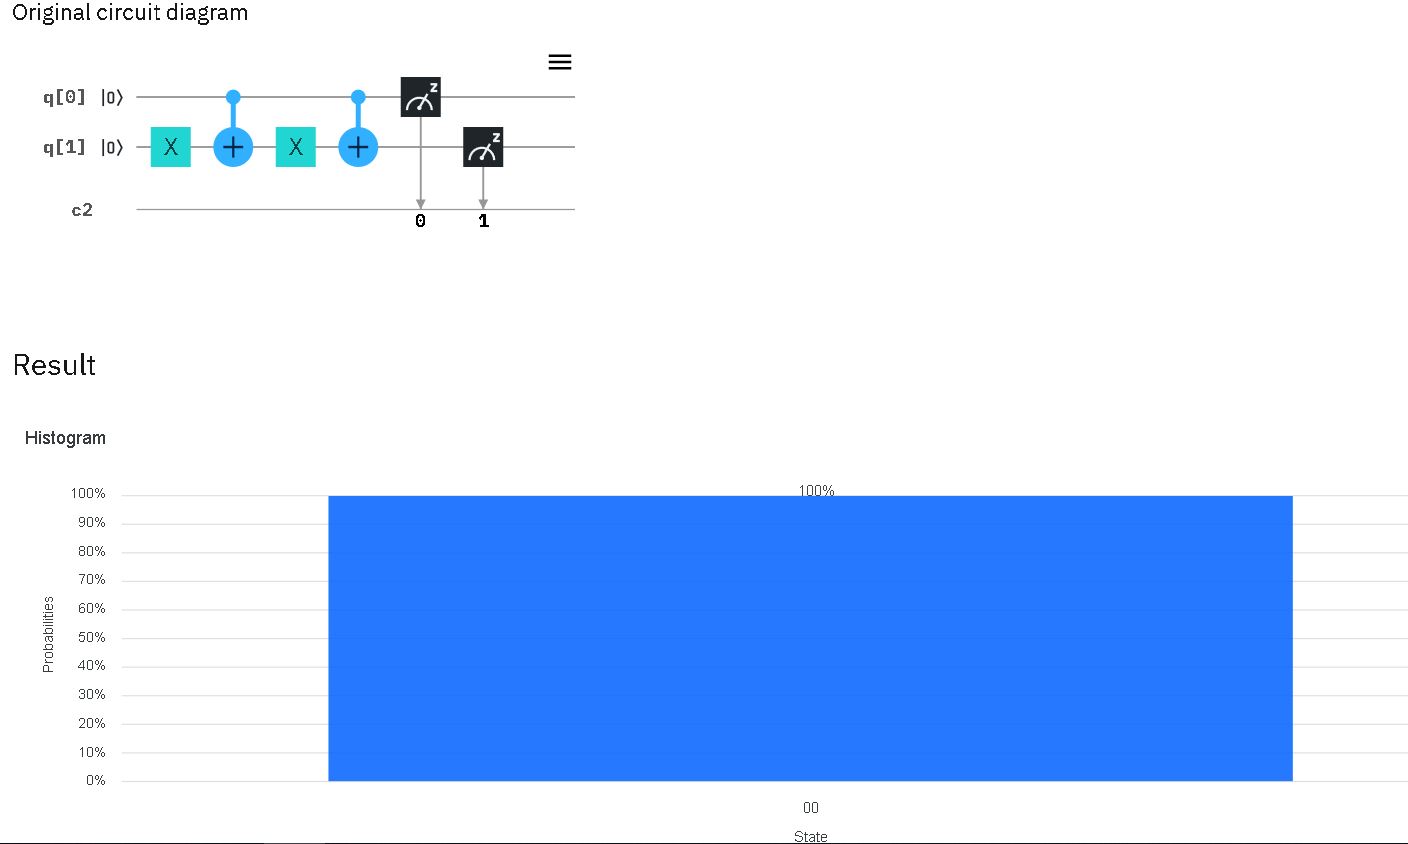 Original circuit diagram
q[0] |0⟩
z
q[1] |0⟩ X + X + z
c2
0 1
Result
Histogram
100%
100%
90%
80%
70%
60%
50%
40%
30%
20%
10%
0%
Probabilities
00
State